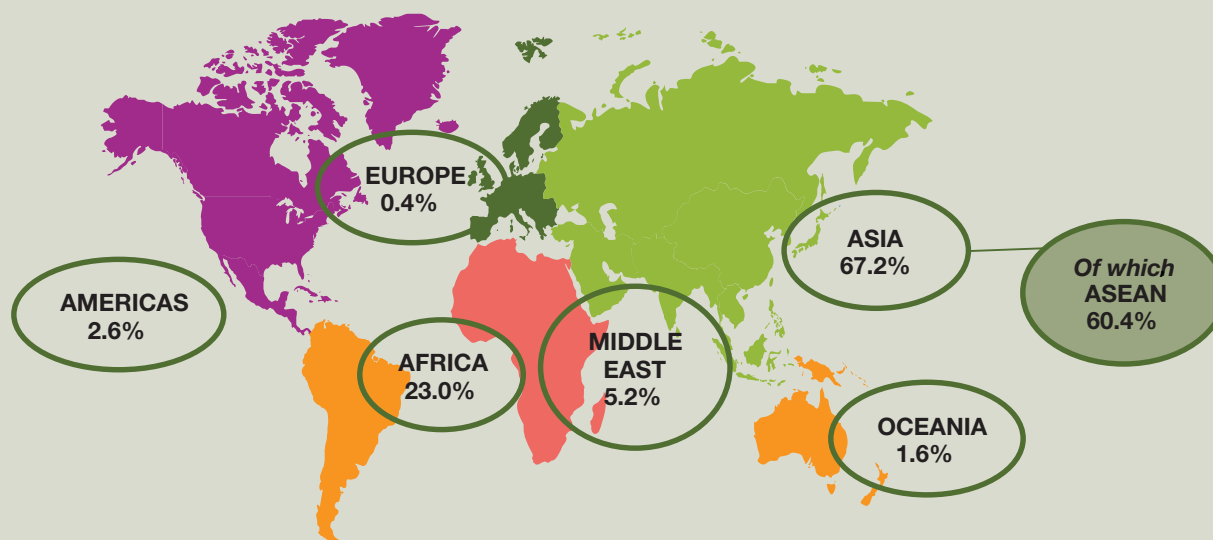 EUROPE
0.4%
ASIA
67.2%
Of which
ASEAN
60.4%
AMERICAS
2.6%
AFRICA
23.0%
MIDDLE
EAST
5.2%
OCEANIA
1.6%